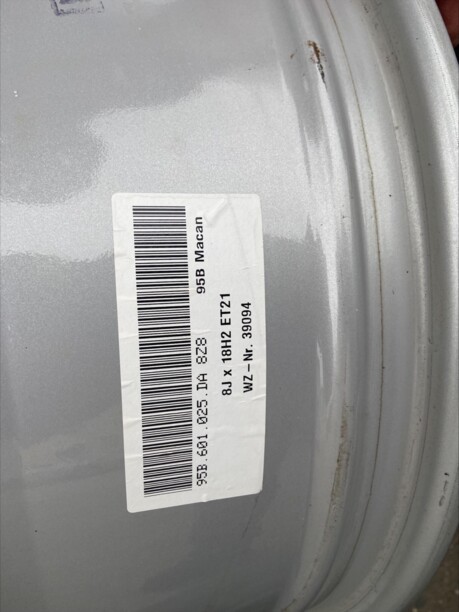 95B.601.025.DA 8Z8 95B Macan
8J x 18H2 ET21
WZ-Nr. 39094